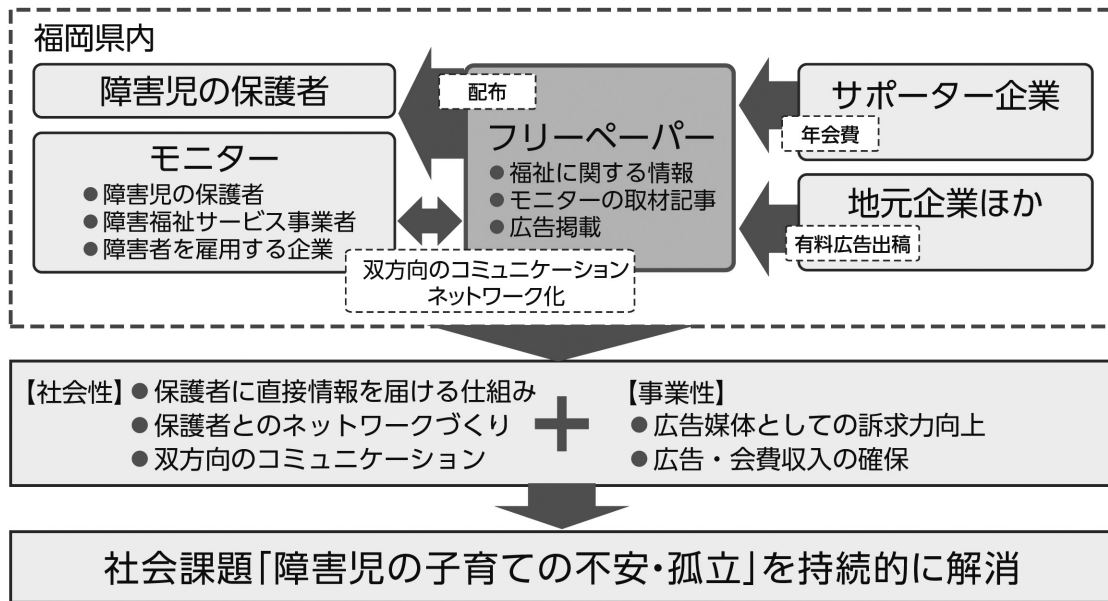 福岡県内
障害児の保護者
配布
モニター
●障害児の保護者
●障害福祉サービス事業者
●障害者を雇用する企業
フリーペーパー
●福祉に関する情報
●モニターの取材記事
●広告掲載
双方向のコミュニケーション
ネットワーク化
サポーター企業
年会費
地元企業ほか
有料広告出稿
【社会性】●保護者に直接情報を届ける仕組み
●保護者とのネットワークづくり
●双方向のコミュニケーション
＋
【事業性】
●広告媒体としての訴求力向上
●広告・会費収入の確保
社会課題「障害児の子育ての不安・孤立」を持続的に解消